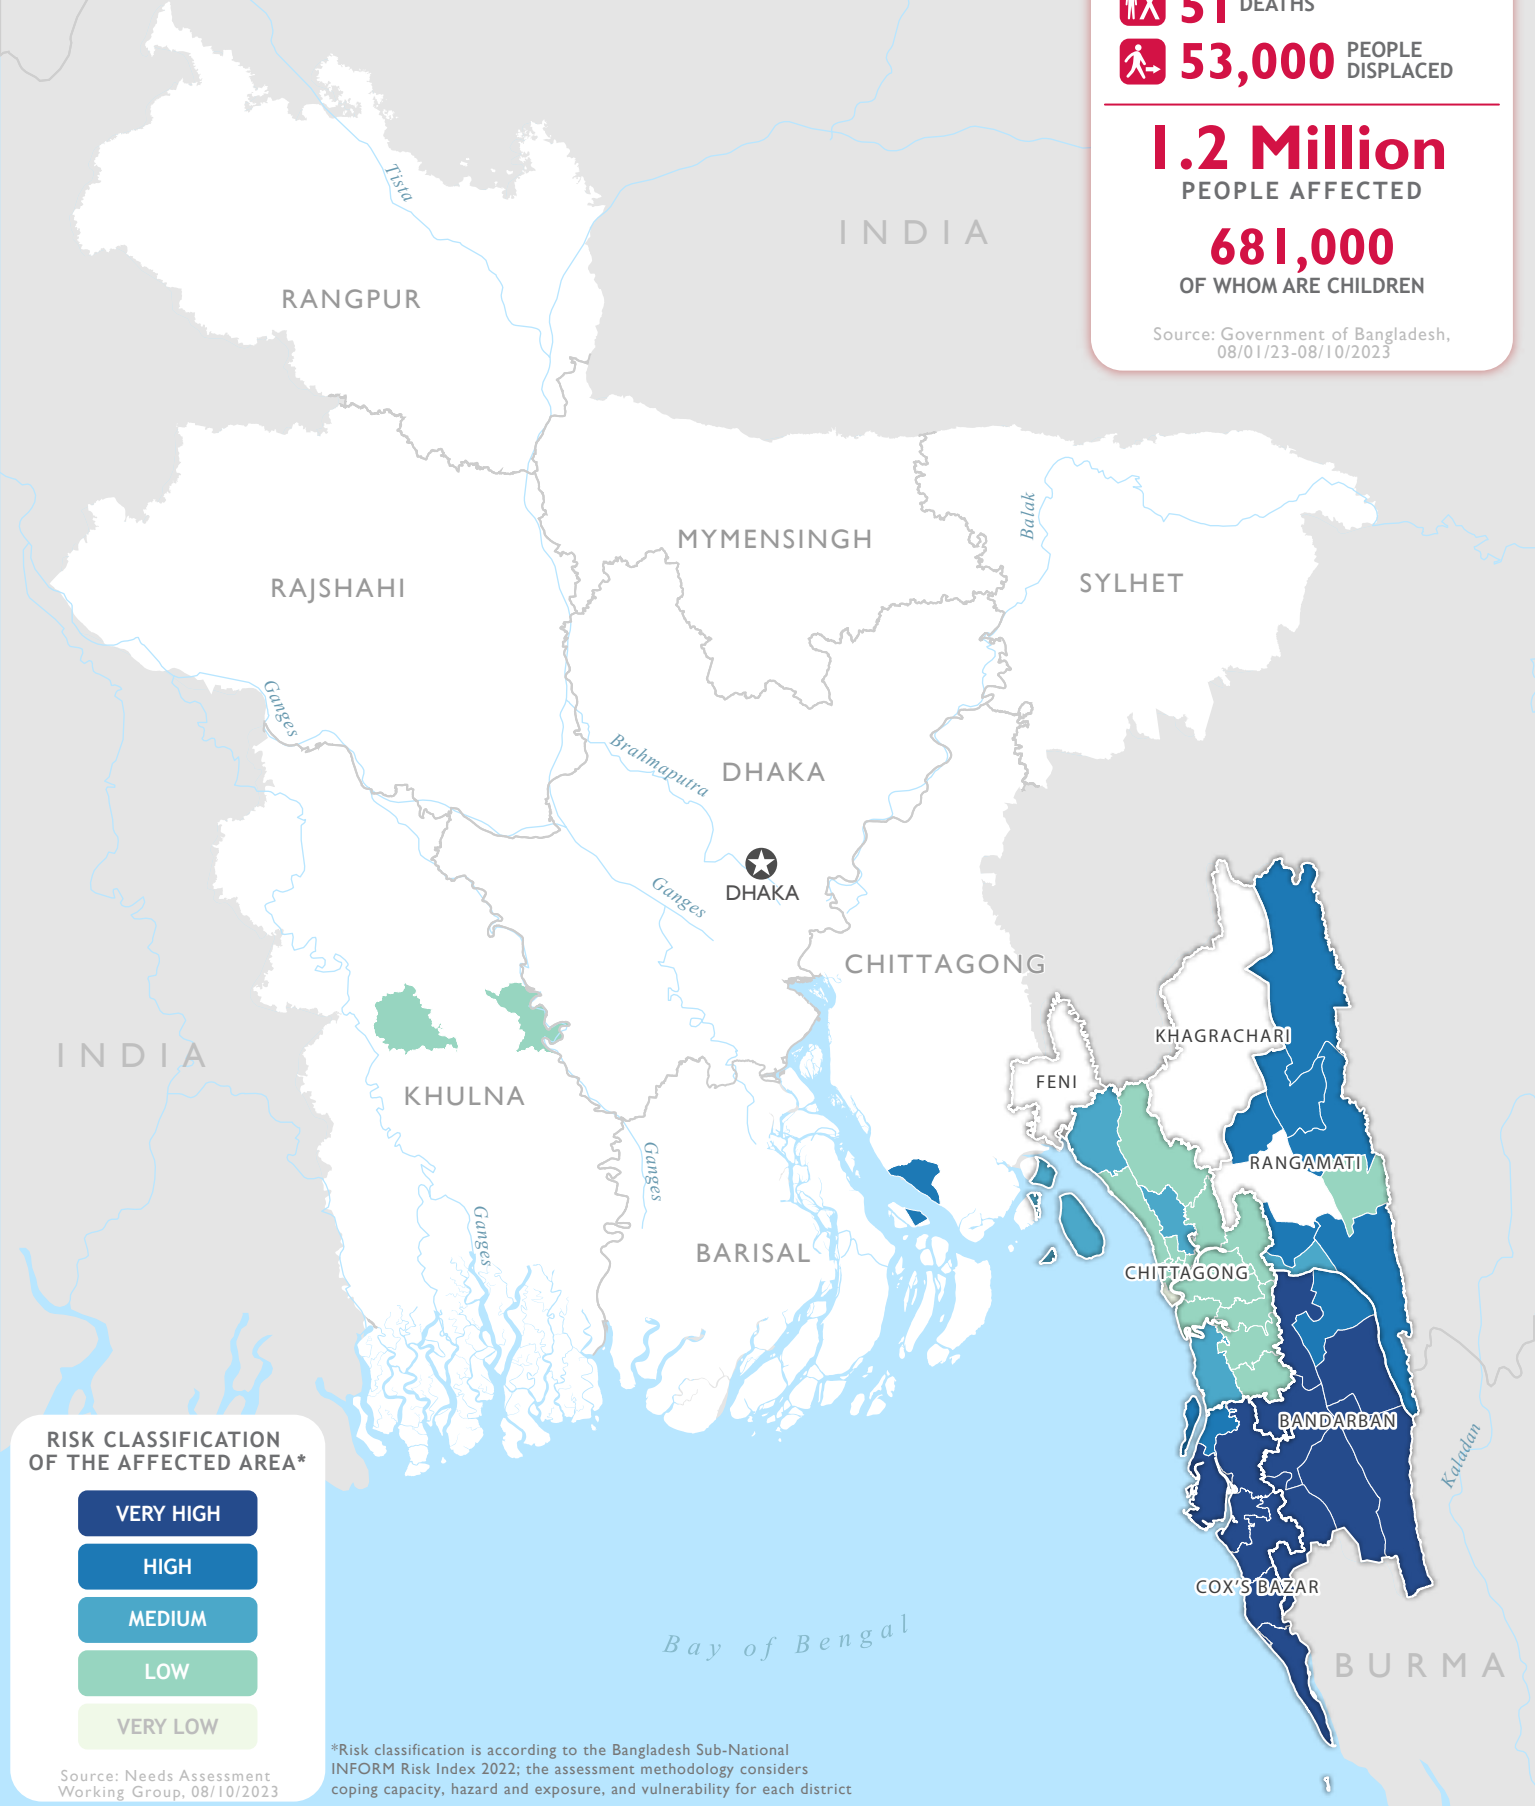 51 DEATHS
53,000 PEOPLE
DISPLACED
1.2 Million
PEOPLE AFFECTED
681,000
OF WHOM ARE CHILDREN
Source: Government of Bangladesh,
08/01/23-08/10/2023
INDIA
Tista
RANGPUR
Balak
MYMENSINGH
SYLHET
RAJSHAHI
Ganges
Brahmaputra
DHAKA
DHAKA
Ganges
CHITTAGONG
KHAGRACHARI
INDIA
FENI
KHULNA
RANGAMATI
Ganges
Ganges
BARISAL
CHITTAGONG
BANDARBAN
Kaladan
COX'S BAZAR
Bay of Bengal
BURMA
RISK CLASSIFICATION
OF THE AFFECTED AREA*
VERY HIGH
HIGH
MEDIUM
LOW
VERY LOW
Source: Needs Assessment
Working Group, 08/10/2023
*Risk classification is according to the Bangladesh Sub-National
INFORM Risk Index 2022; the assessment methodology considers
coping capacity, hazard and exposure, and vulnerability for each district